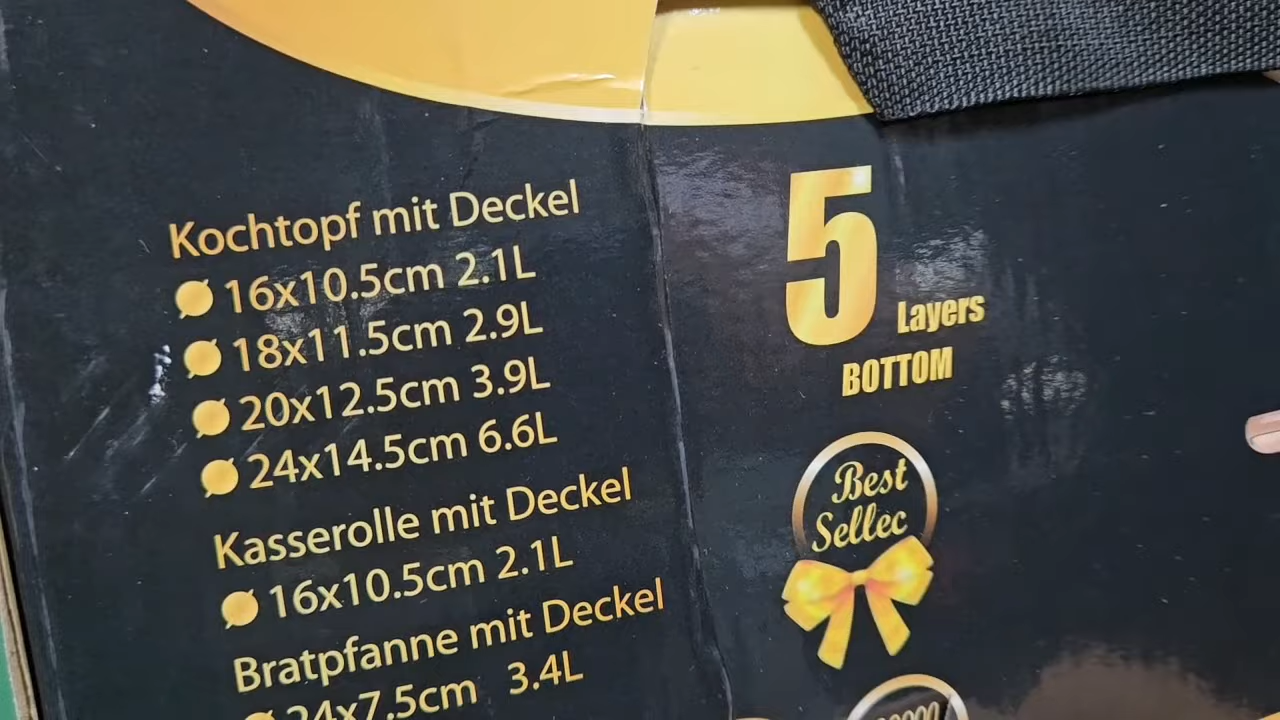 Kochtopf mit Deckel
16x10.5cm 2.1L
18x11.5cm 2.9L
20x12.5cm 3.9L
24x14.5cm 6.6L
Kasserolle mit Deckel
16x10.5cm 2.1L
Bratpfanne mit Deckel
24x7.5cm 3.4L
5
Layers
BOTTOM
Best
Sellec